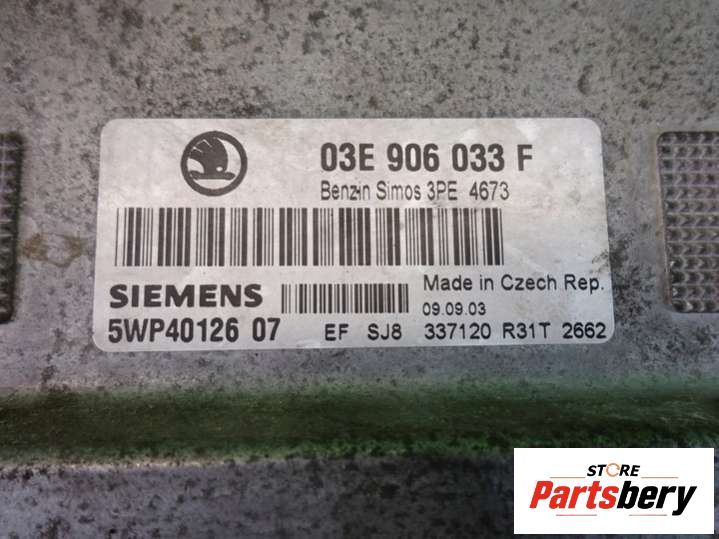 03E 906 033 F
Benzin Simos 3PE 4673
SIEMENS
Made in Czech Rep.
09.09.03
5WP40126 07
EF SJ8 337120 R31T 2662
STORE
Partsbery